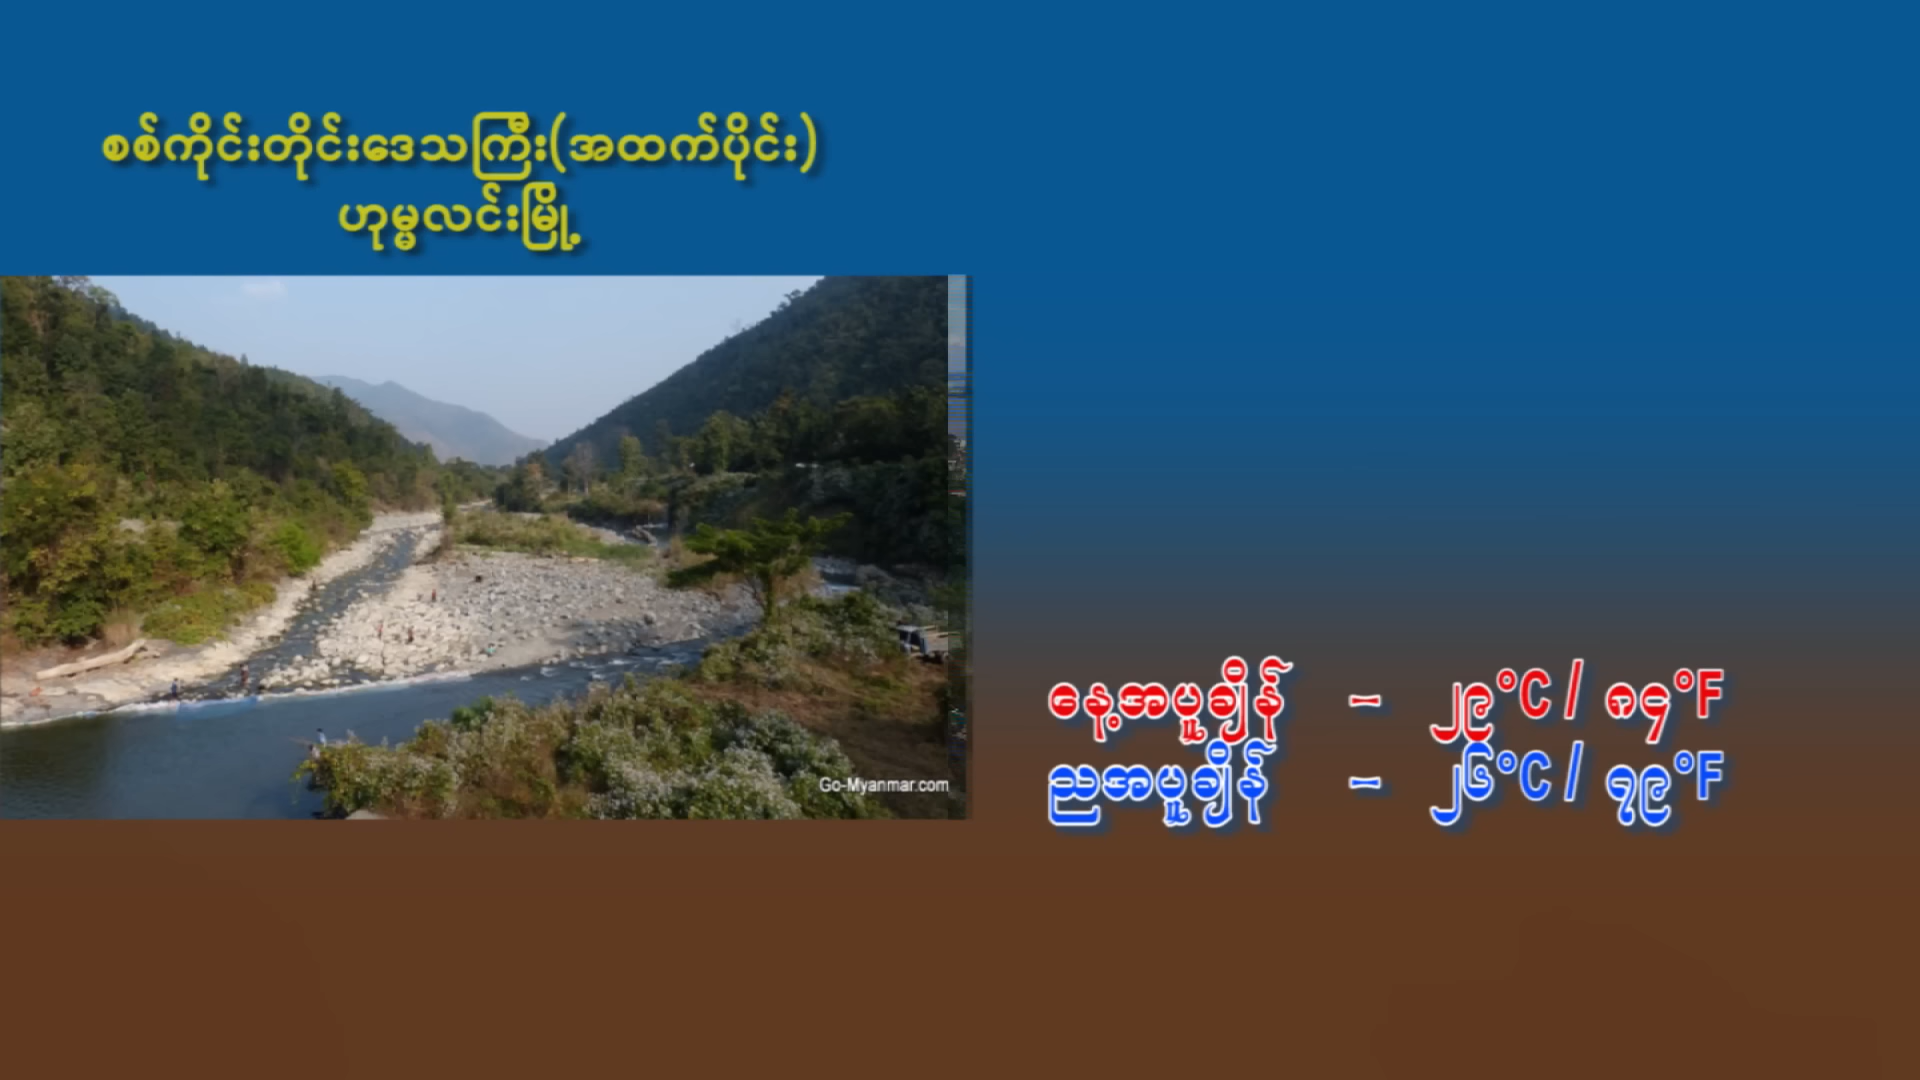 စစ်ကိုင်းတိုင်းဒေသကြီး(အထက်ပိုင်း)
ဟုမ္မလင်းမြို့
Go-Myanmar.com
နေ့အပူချိန် - ၂၉°C / ၈၄°F
ညအပူချိန် - ၂၆°C / ၇၉°F